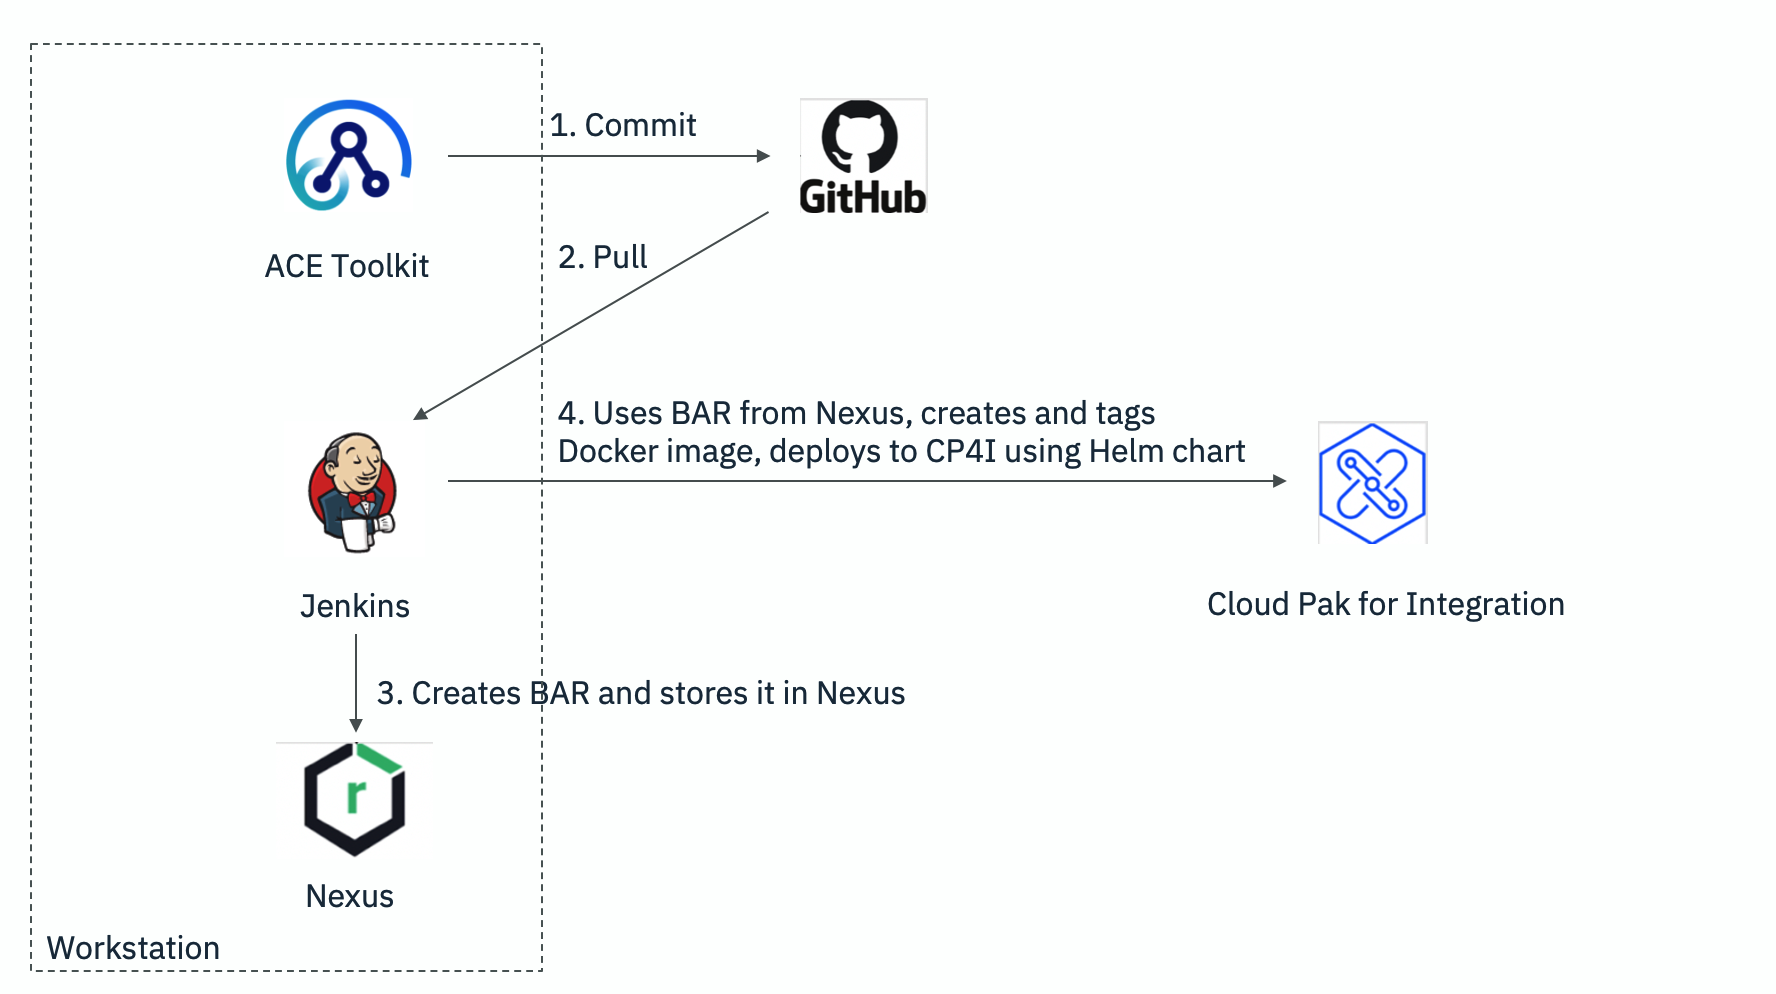 1. Commit
GitHub
ACE Toolkit
2. Pull
4. Uses BAR from Nexus, creates and tags
Docker image, deploys to CP4I using Helm chart
Jenkins
Cloud Pak for Integration
3. Creates BAR and stores it in Nexus
r
Nexus
Workstation